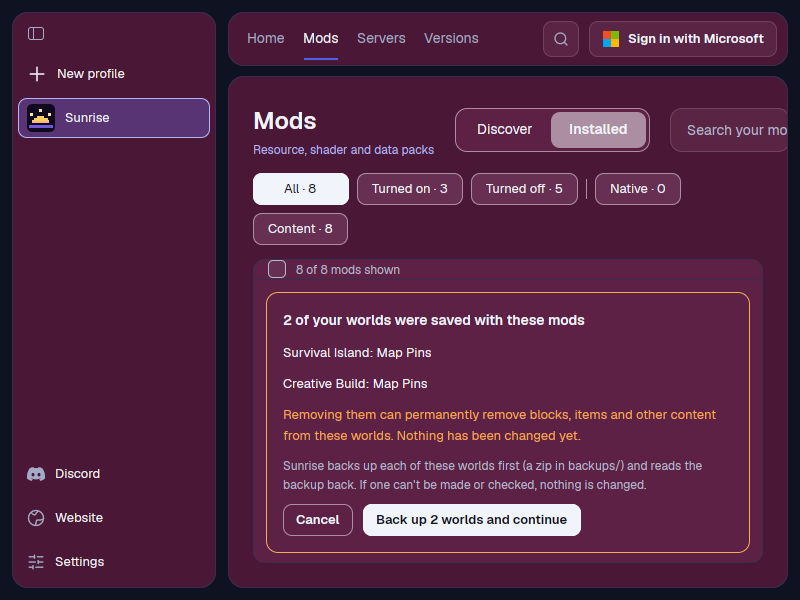 New profile
Sunrise
Discord
Website
Settings
Home Mods Servers Versions
Sign in with Microsoft
Mods
Resource, shader and data packs
Discover Installed
Search your mo
All · 8 Turned on · 3 Turned off · 5 Native · 0
Content · 8
8 of 8 mods shown
2 of your worlds were saved with these mods
Survival Island: Map Pins
Creative Build: Map Pins
Removing them can permanently remove blocks, items and other content
from these worlds. Nothing has been changed yet.
Sunrise backs up each of these worlds first (a zip in backups/) and reads the
backup back. If one can't be made or checked, nothing is changed.
Cancel Back up 2 worlds and continue